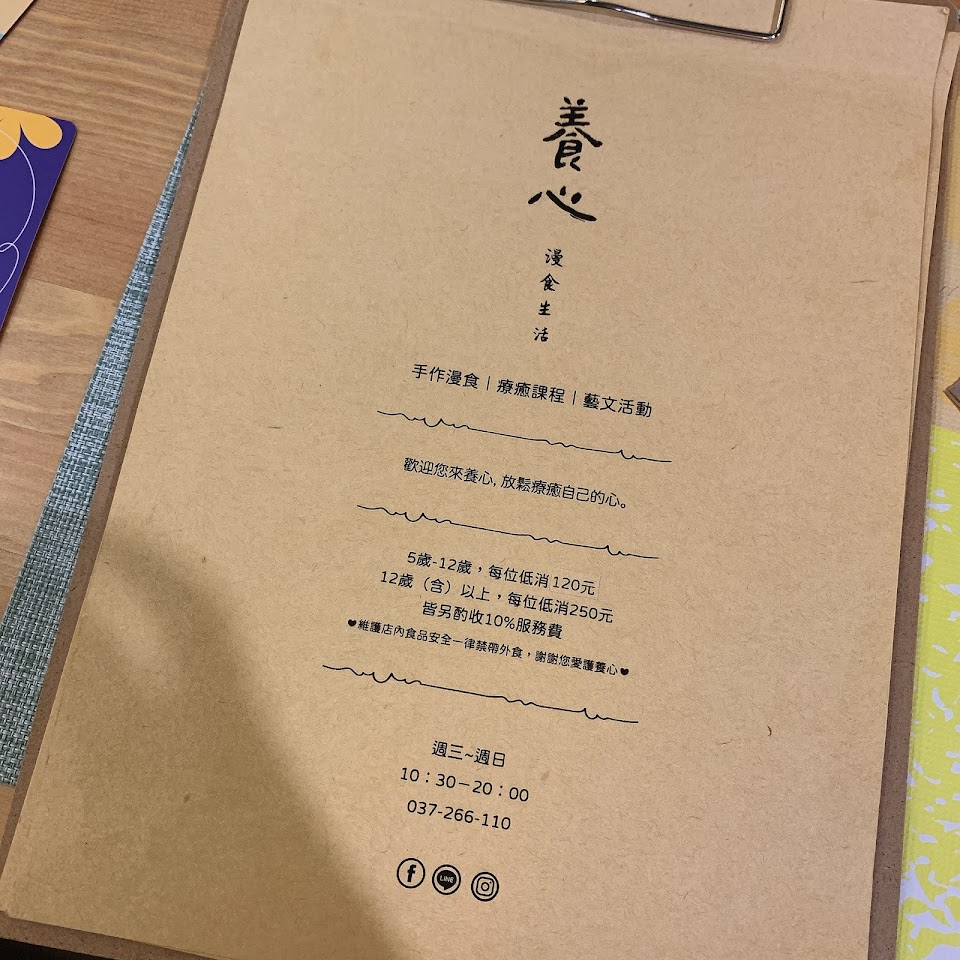 養心
漫食生活
手作漫食｜療癒課程｜藝文活動
歡迎您來養心, 放鬆療癒自己的心。
5歲-12歲，每位低消120元
12歲（含）以上，每位低消250元
皆另酌收10%服務費
♥維護店內食品安全一律禁帶外食，謝謝您愛護養心♥
週三~週日
10：30－20：00
037-266-110
LINE